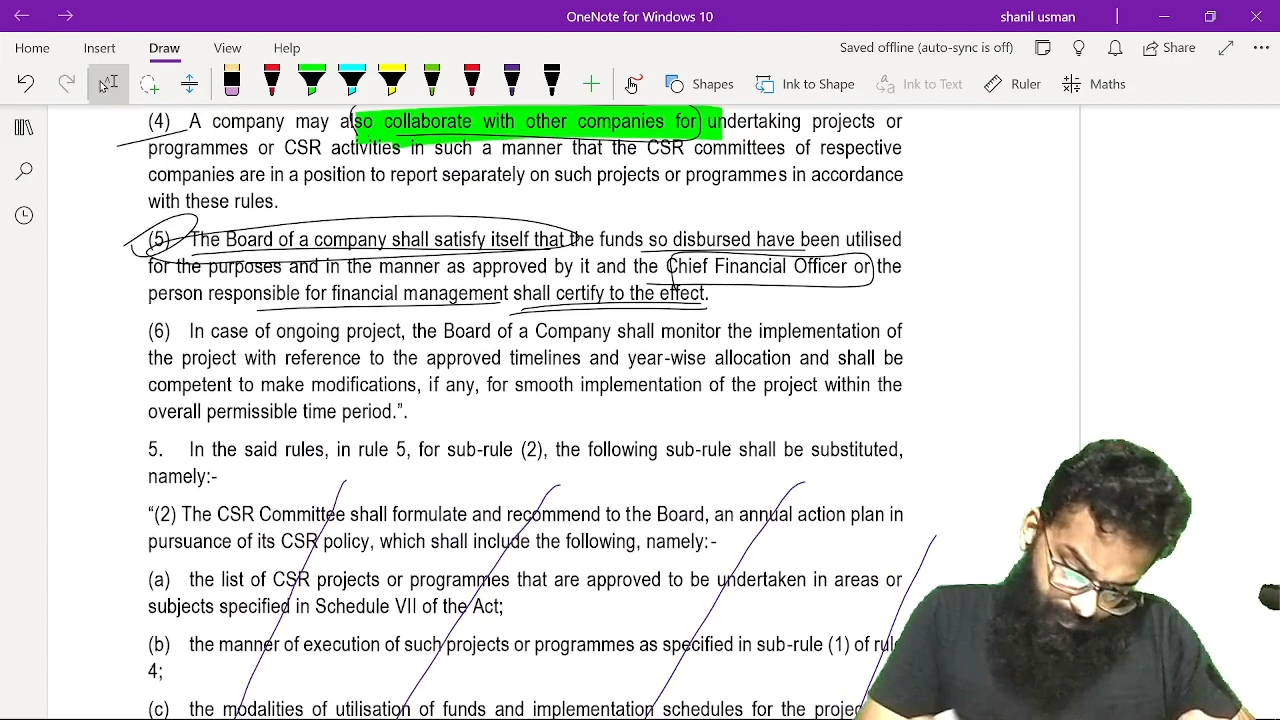 OneNote for Windows 10
shanil usman
Home Insert Draw View Help
Saved offline (auto-sync is off)
Share
Shapes Ink to Shape Ink to Text Ruler Maths
(4) A company may also collaborate with other companies for undertaking projects or
programmes or CSR activities in such a manner that the CSR committees of respective
companies are in a position to report separately on such projects or programmes in accordance
with these rules.
(5) The Board of a company shall satisfy itself that the funds so disbursed have been utilised
for the purposes and in the manner as approved by it and the Chief Financial Officer or the
person responsible for financial management shall certify to the effect.
(6) In case of ongoing project, the Board of a Company shall monitor the implementation of
the project with reference to the approved timelines and year-wise allocation and shall be
competent to make modifications, if any, for smooth implementation of the project within the
overall permissible time period.”.
5. In the said rules, in rule 5, for sub-rule (2), the following sub-rule shall be substituted,
namely:-
“(2) The CSR Committee shall formulate and recommend to the Board, an annual action plan in
pursuance of its CSR policy, which shall include the following, namely:-
(a) the list of CSR projects or programmes that are approved to be undertaken in areas or
subjects specified in Schedule VII of the Act;
(b) the manner of execution of such projects or programmes as specified in sub-rule (1) of
4;
(c) the modalities of utilisation of funds and implementation schedules for the